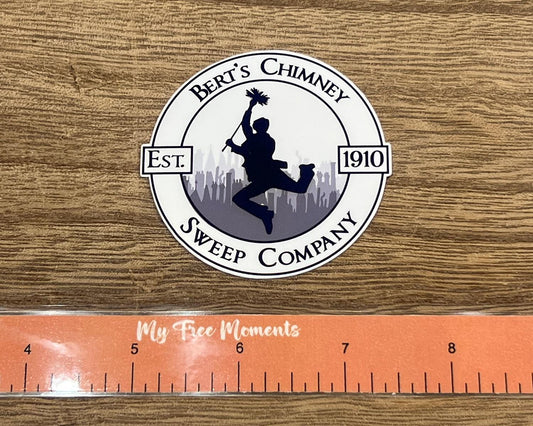 BERT'S CHIMNEY
EST. 1910
SWEEP COMPANY
My Free Moments
4 5 6 7 8